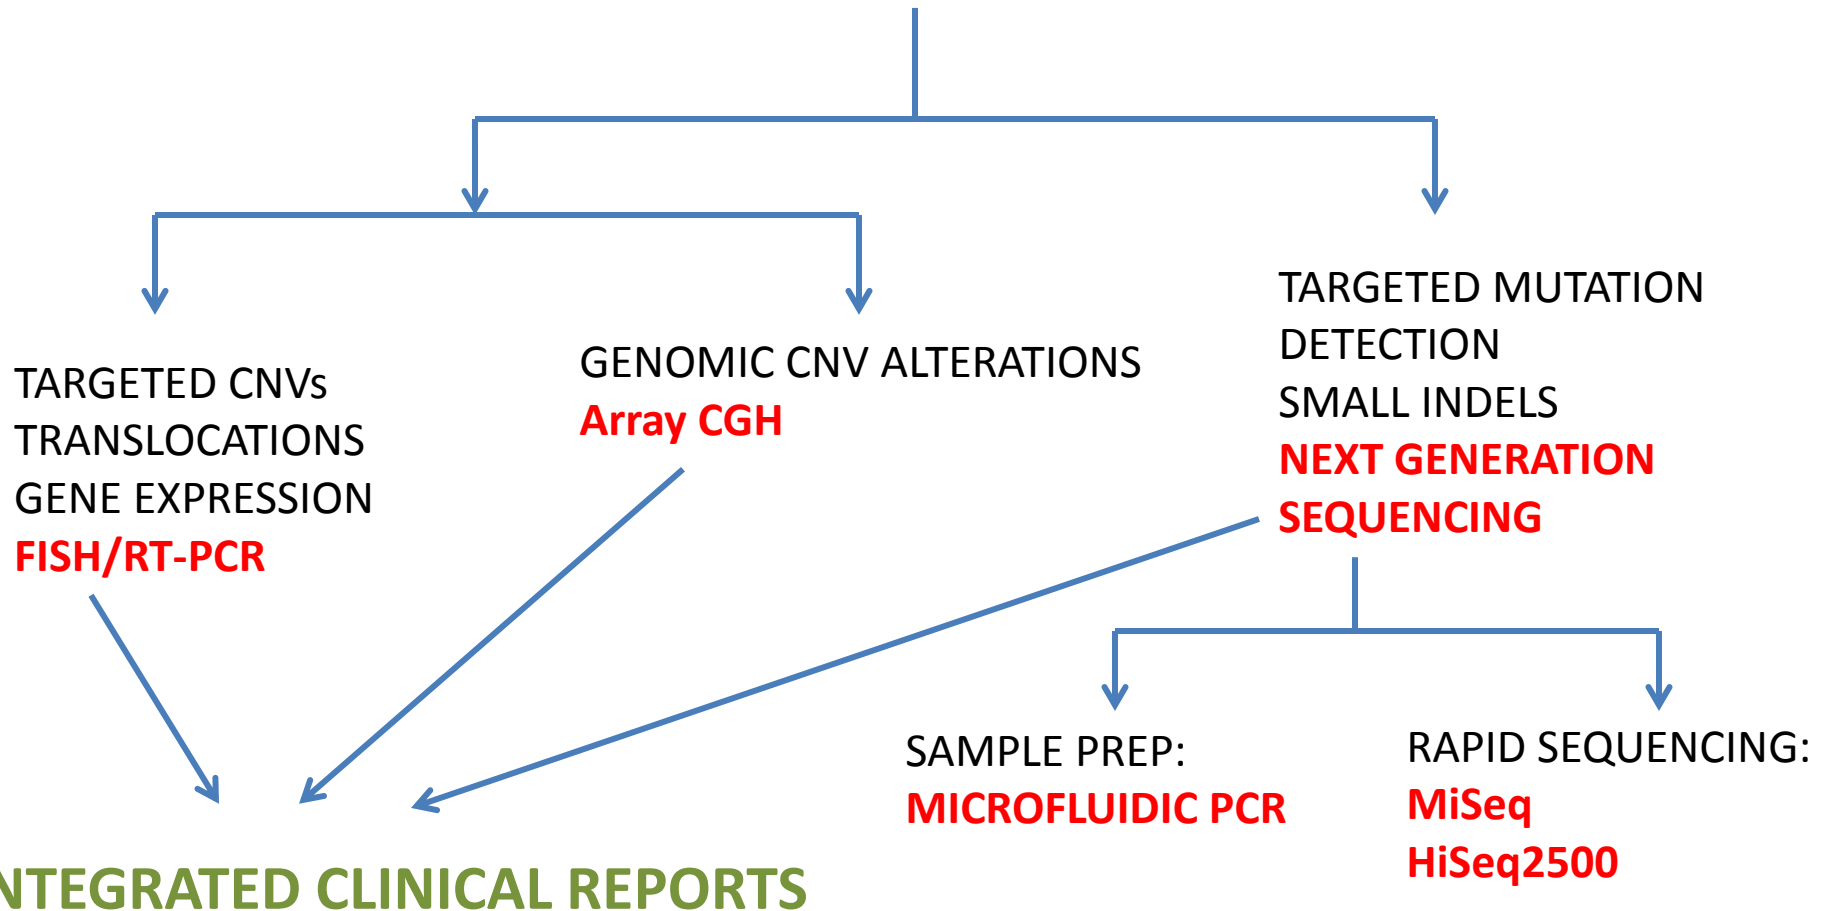 TARGETED CNVs
TRANSLOCATIONS
GENE EXPRESSION
FISH/RT-PCR
GENOMIC CNV ALTERATIONS
Array CGH
TARGETED MUTATION
DETECTION
SMALL INDELS
NEXT GENERATION
SEQUENCING
SAMPLE PREP:
MICROFLUIDIC PCR
RAPID SEQUENCING:
MiSeq
HiSeq2500
NTEGRATED CLINICAL REPORTS